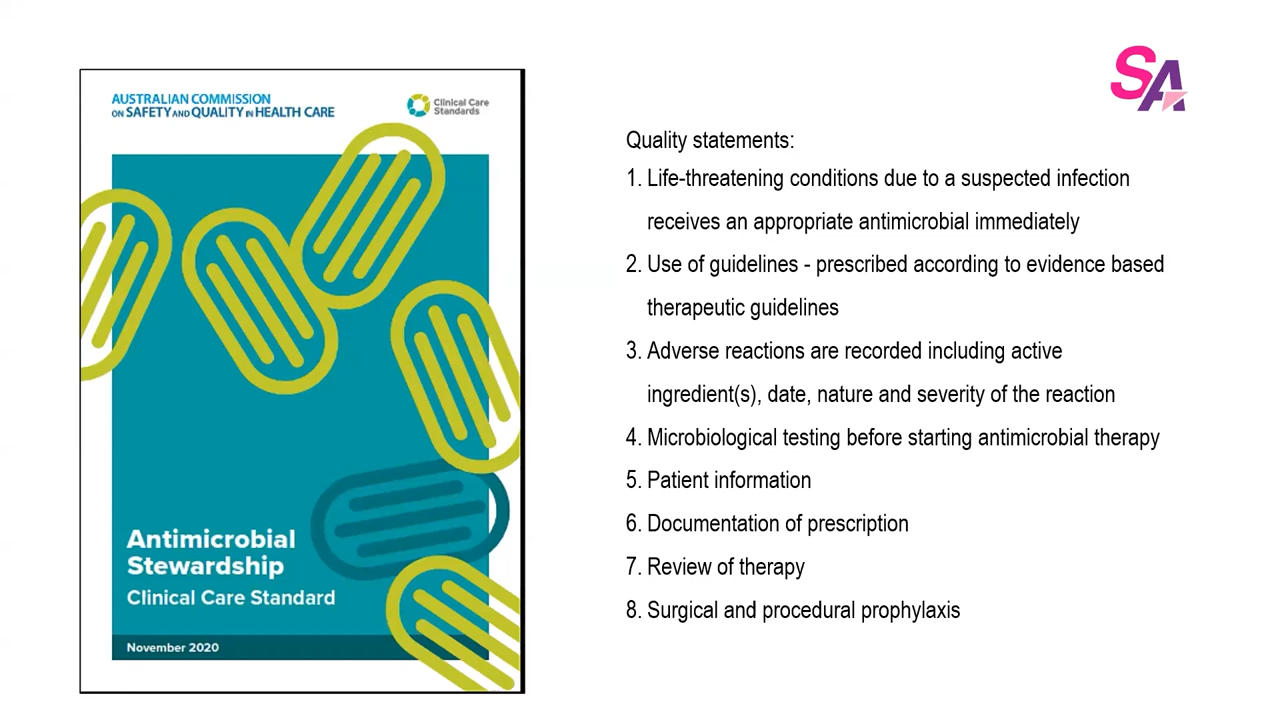 AUSTRALIAN COMMISSION
ON SAFETY AND QUALITY IN HEALTH CARE
Clinical Care
Standards
Antimicrobial
Stewardship
Clinical Care Standard
November 2020
SA
Quality statements:
1. Life-threatening conditions due to a suspected infection
receives an appropriate antimicrobial immediately
2. Use of guidelines - prescribed according to evidence based
therapeutic guidelines
3. Adverse reactions are recorded including active
ingredient(s), date, nature and severity of the reaction
4. Microbiological testing before starting antimicrobial therapy
5. Patient information
6. Documentation of prescription
7. Review of therapy
8. Surgical and procedural prophylaxis